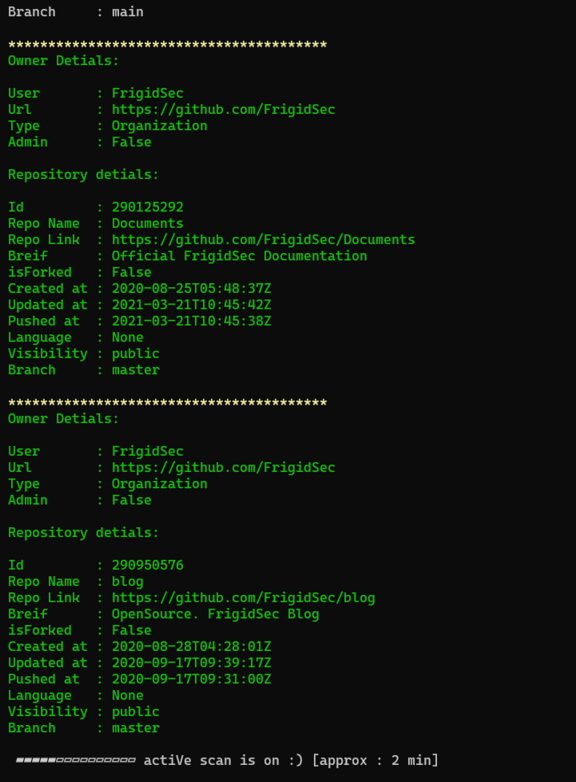 Branch     : main
****************************************
Owner Detials:
User       : FrigidSec
Url        : https://github.com/FrigidSec
Type       : Organization
Admin      : False
Repository detials:
Id         : 290125292
Repo Name  : Documents
Repo Link  : https://github.com/FrigidSec/Documents
Breif      : Official FrigidSec Documentation
isForked   : False
Created at : 2020-08-25T05:48:37Z
Updated at : 2021-03-21T10:45:42Z
Pushed at  : 2021-03-21T10:45:38Z
Language   : None
Visibility : public
Branch     : master
****************************************
Owner Detials:
User       : FrigidSec
Url        : https://github.com/FrigidSec
Type       : Organization
Admin      : False
Repository detials:
Id         : 290950576
Repo Name  : blog
Repo Link  : https://github.com/FrigidSec/blog
Breif      : OpenSource. FrigidSec Blog
isForked   : False
Created at : 2020-08-28T04:28:01Z
Updated at : 2020-09-17T09:39:17Z
Pushed at  : 2020-09-17T09:31:00Z
Language   : None
Visibility : public
Branch     : master
▰▰▰▰▰▱▱▱▱▱▱▱▱▱▱ actiVe scan is on :) [approx : 2 min]